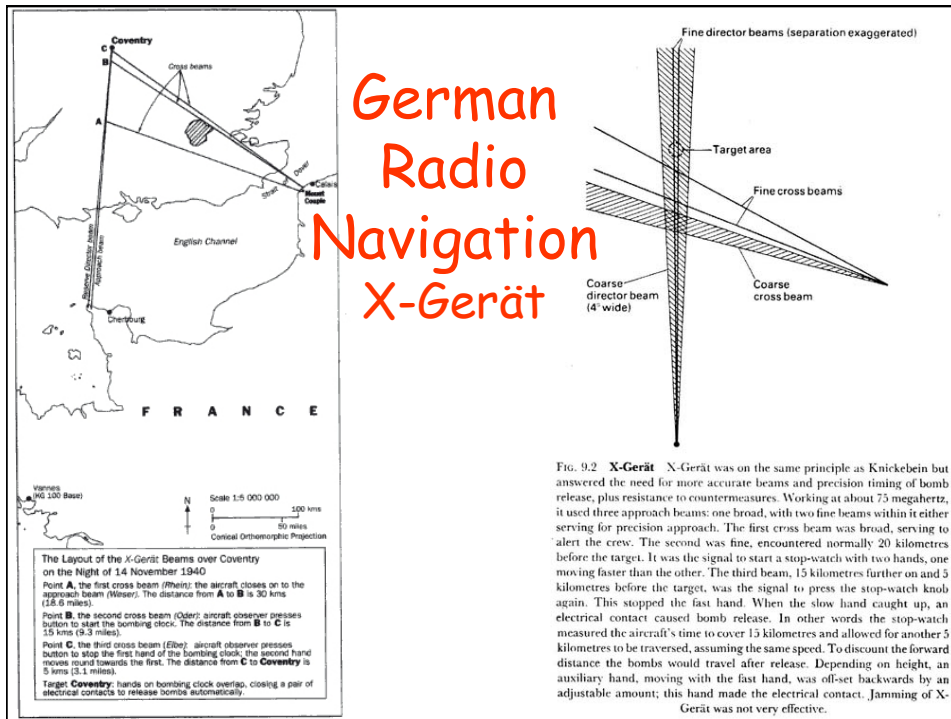 Coventry
C
B
Cross beams
A
Strait
Dover
Calais
Mount
Couple
English Channel
Reserve Director beam
Approach beam
Cherbourg
F R A N C E
Vannes
(KG 100 Base)
N
Scale 1:5 000 000
0 100 kms
0 50 miles
Conical Orthomorphic Projection
The Layout of the X-Gerät Beams over Coventry
on the Night of 14 November 1940
Point A, the first cross beam (Rhein): the aircraft closes on to the
approach beam (Weser). The distance from A to B is 30 kms
(18.6 miles).
Point B, the second cross beam (Oder): aircraft observer presses
button to start the bombing clock. The distance from B to C is
15 kms (9.3 miles).
Point C, the third cross beam (Elbe): aircraft observer presses
button to stop the first hand of the bombing clock; the second hand
moves round towards the first. The distance from C to Coventry is
5 kms (3.1 miles).
Target Coventry: hands on bombing clock overlap, closing a pair of
electrical contacts to release bombs automatically.
German
Radio
Navigation
X-Gerät
Fine director beams (separation exaggerated)
Target area
Fine cross beams
Coarse
director beam
(4° wide)
Coarse
cross beam
FIG. 9.2 X-Gerät X-Gerät was on the same principle as Knickebein but
answered the need for more accurate beams and precision timing of bomb
release, plus resistance to countermeasures. Working at about 75 megahertz,
it used three approach beams: one broad, with two fine beams within it either
serving for precision approach. The first cross beam was broad, serving to
alert the crew. The second was fine, encountered normally 20 kilometres
before the target. It was the signal to start a stop-watch with two hands, one
moving faster than the other. The third beam, 15 kilometres further on and 5
kilometres before the target, was the signal to press the stop-watch knob
again. This stopped the fast hand. When the slow hand caught up, an
electrical contact caused bomb release. In other words the stop-watch
measured the aircraft's time to cover 15 kilometres and allowed for another 5
kilometres to be traversed, assuming the same speed. To discount the forward
distance the bombs would travel after release. Depending on height, an
auxiliary hand, moving with the fast hand, was off-set backwards by an
adjustable amount; this hand made the electrical contact. Jamming of X-
Gerät was not very effective.